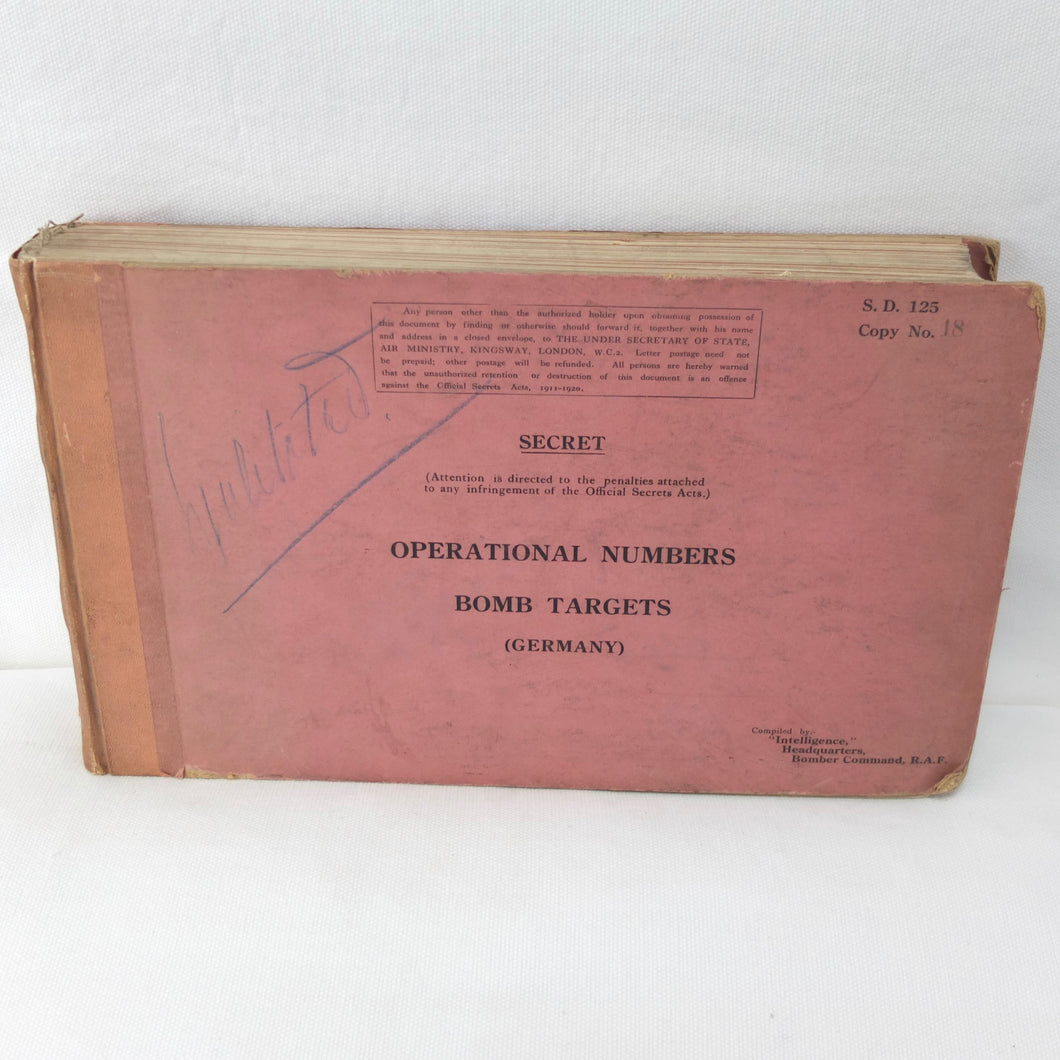 S. D. 125
Copy No. 18
Any person other than the authorized holder upon obtaining possession of
this document by finding or otherwise should forward it, together with his name
and address in a closed envelope, to THE UNDER SECRETARY OF STATE,
AIR MINISTRY, KINGSWAY, LONDON, W.C.2. Letter postage need not
be prepaid; other postage will be refunded. All persons are hereby warned
that the unauthorized retention or destruction of this document is an offence
against the Official Secrets Acts, 1911-1920.
SECRET
(Attention is directed to the penalties attached
to any infringement of the Official Secrets Acts.)
OPERATIONAL NUMBERS
BOMB TARGETS
(GERMANY)
Compiled by:-
"Intelligence,"
Headquarters,
Bomber Command, R.A.F.